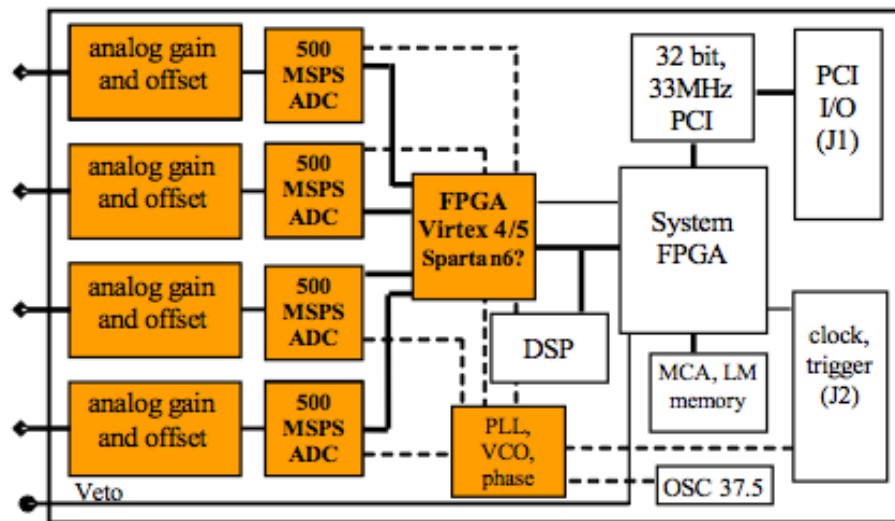 analog gain
and offset
500
MSPS
ADC
analog gain
and offset
500
MSPS
ADC
analog gain
and offset
500
MSPS
ADC
analog gain
and offset
500
MSPS
ADC
Veto
FPGA
Virtex 4/5
Spartan6?
DSP
PLL,
VCO,
phase
32 bit,
33MHz
PCI
PCI
I/O
(J1)
System
FPGA
MCA, LM
memory
clock,
trigger
(J2)
OSC 37.5